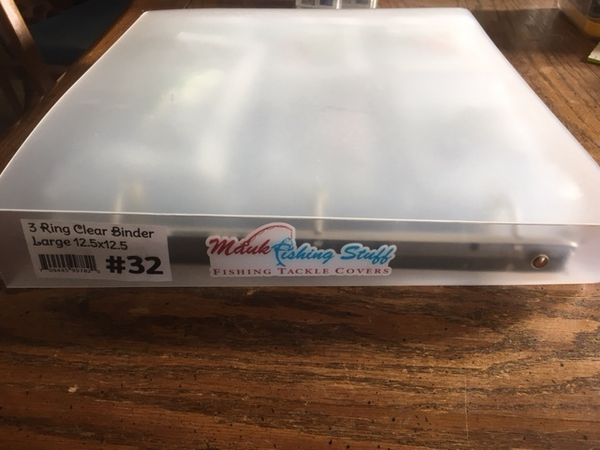 3 Ring Clear Binder
Large 12.5x12.5
#32
Mauk Fishing Stuff
FISHING TACKLE COVERS